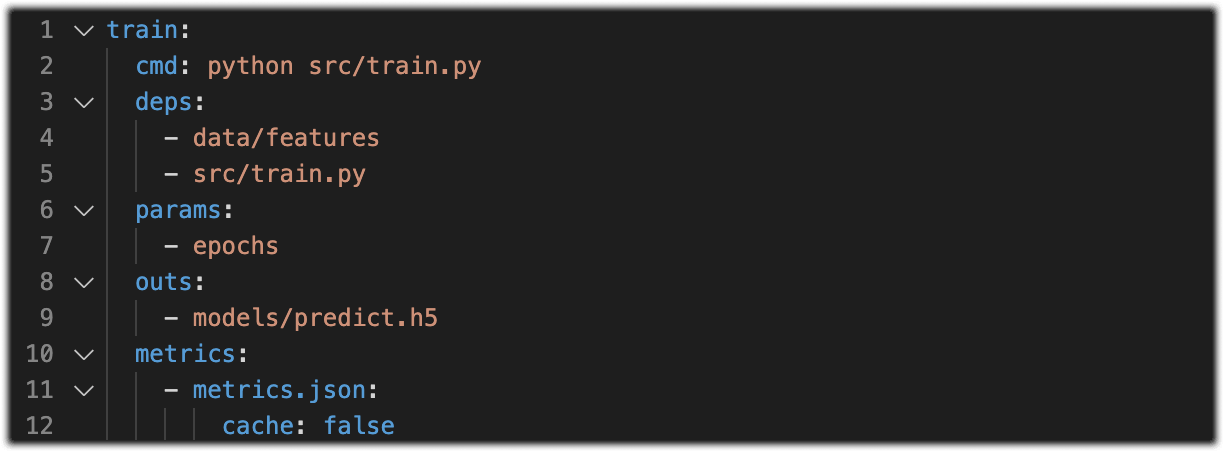 1 train:
2   cmd: python src/train.py
3   deps:
4     - data/features
5     - src/train.py
6   params:
7     - epochs
8   outs:
9     - models/predict.h5
10   metrics:
11     - metrics.json:
12         cache: false